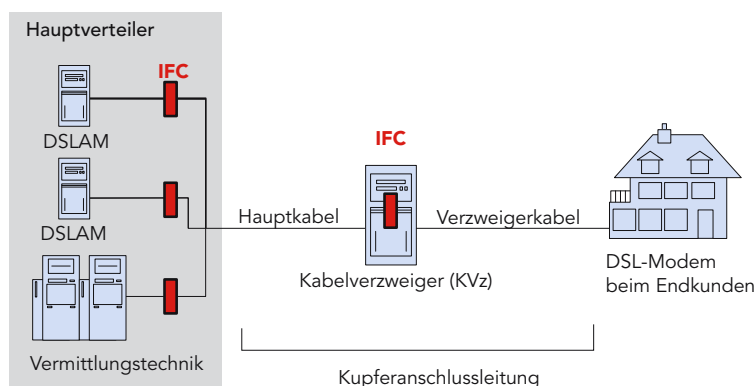 Hauptverteiler
IFC
DSLAM
DSLAM
Vermittlungstechnik
Hauptkabel
IFC
Kabelverzweiger (KVz)
Verzweigerkabel
DSL-Modem
beim Endkunden
Kupferanschlussleitung